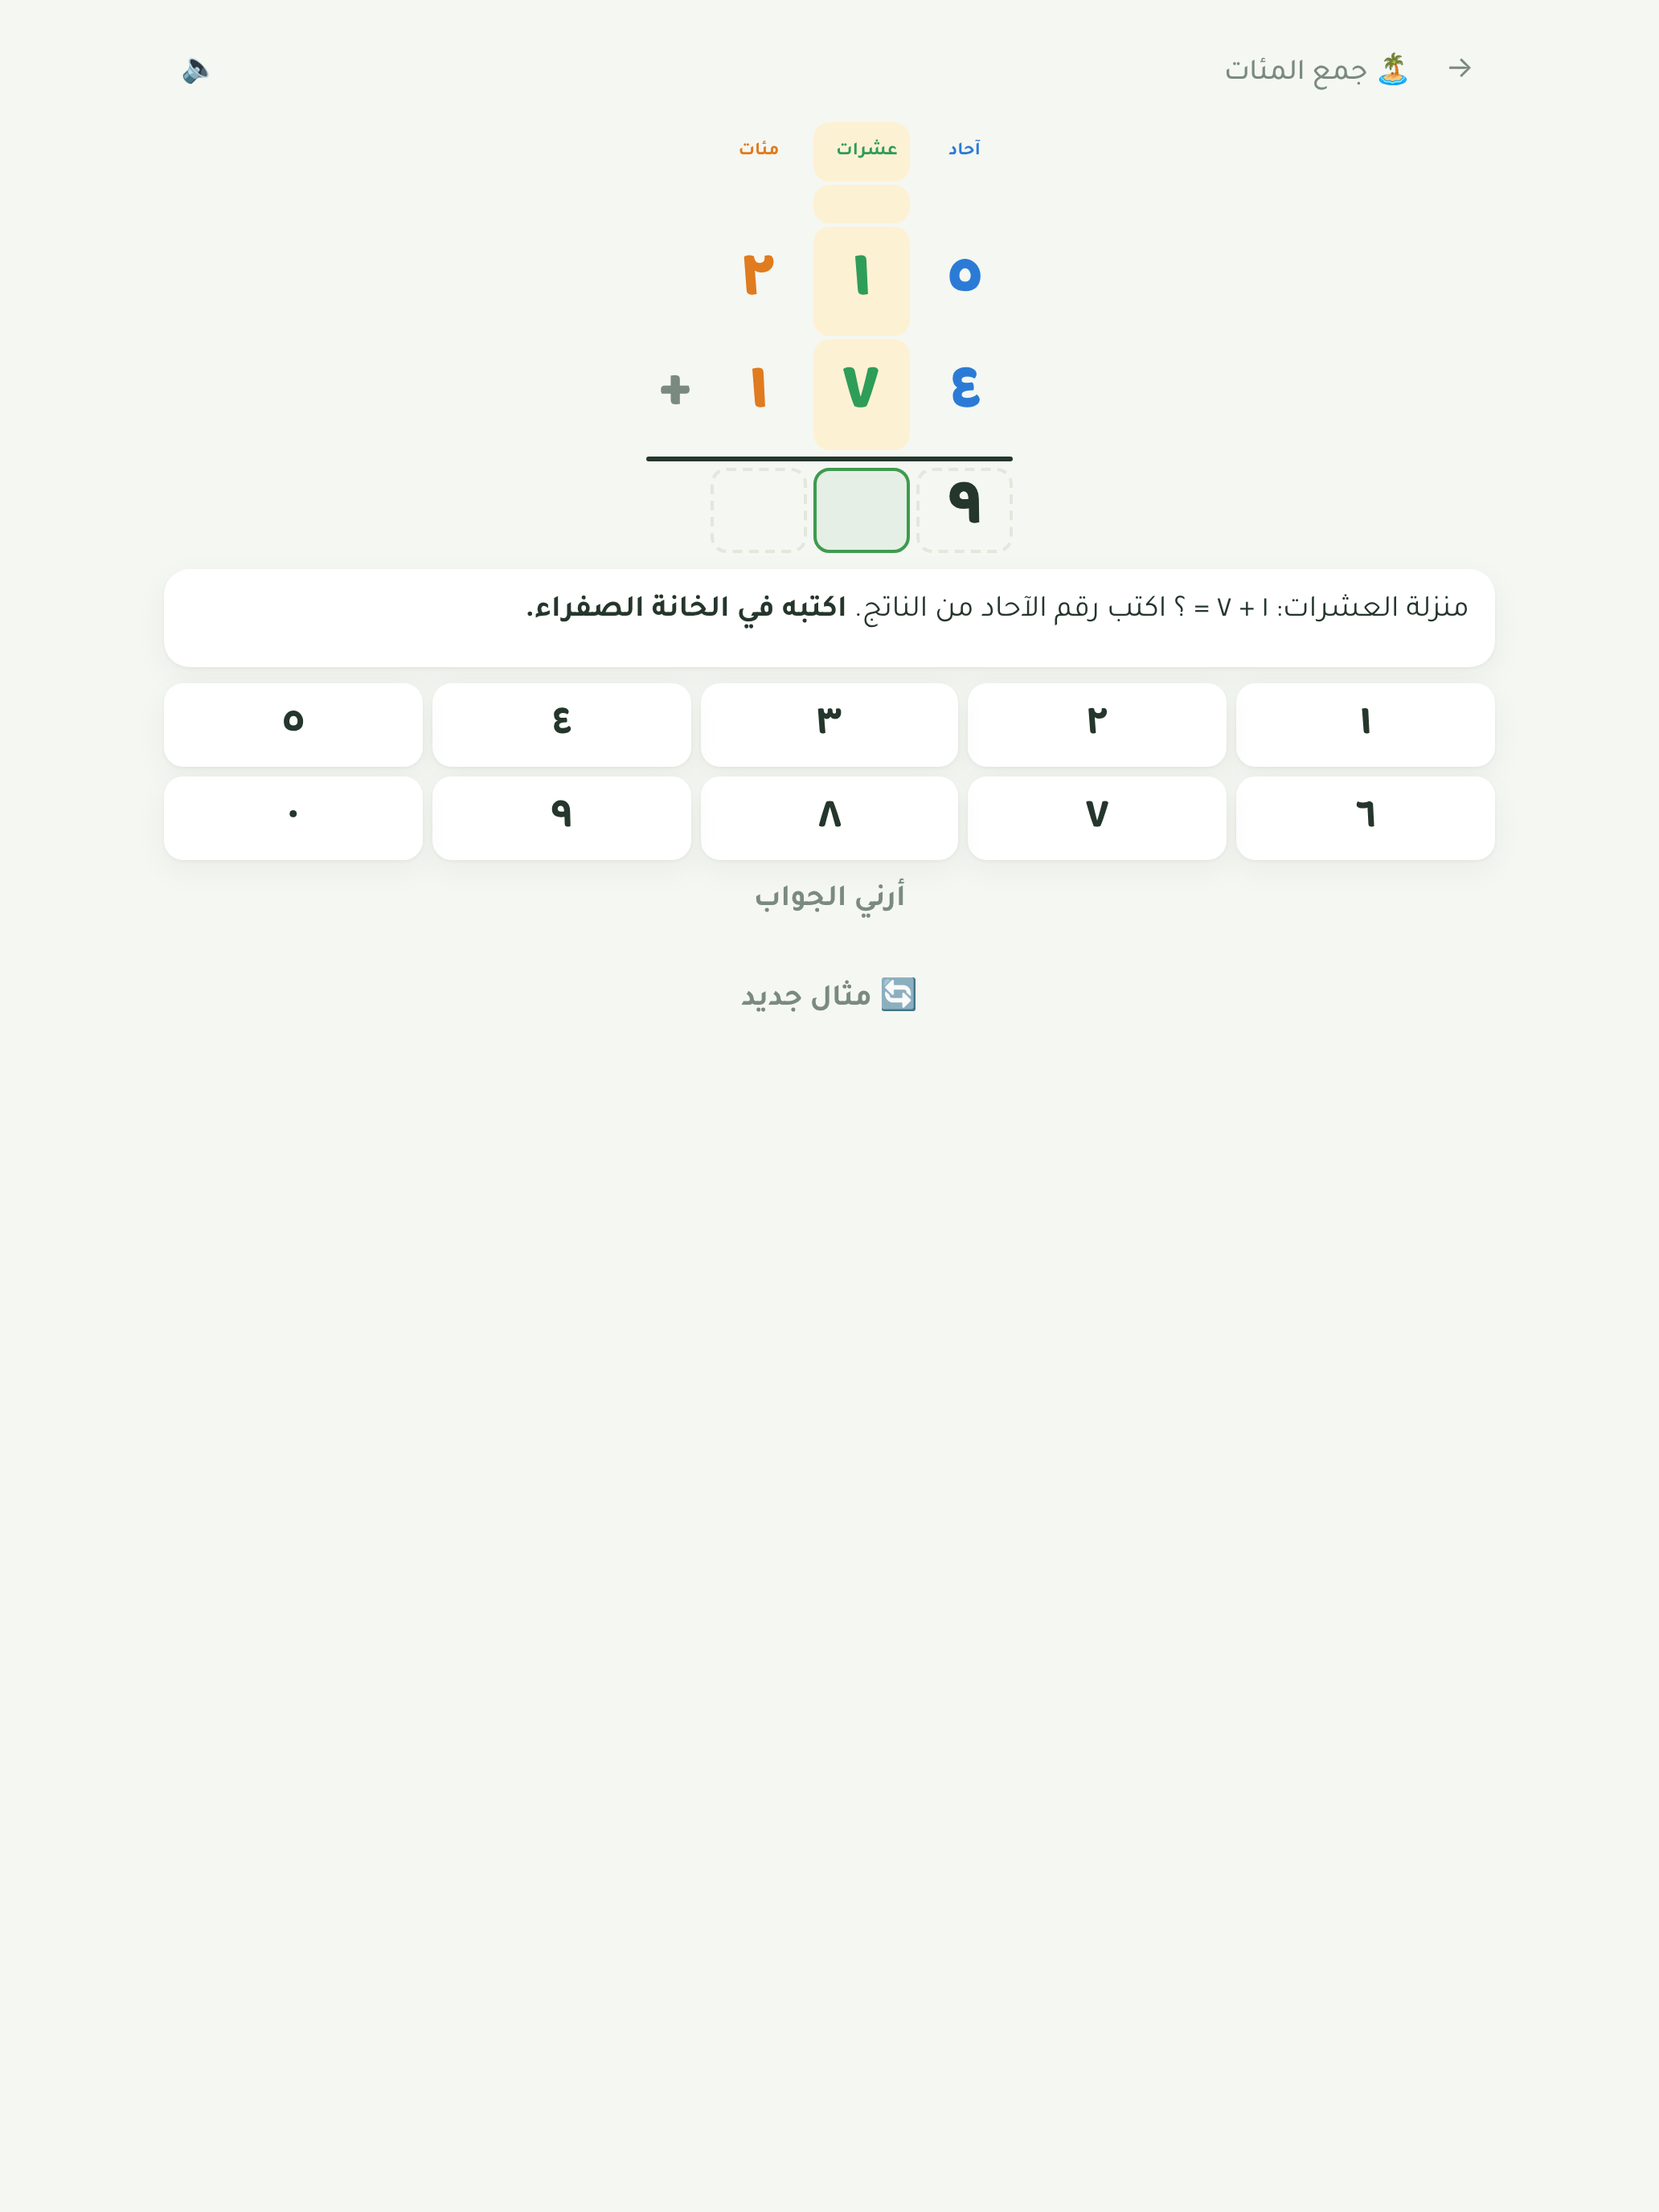 → 🏝️ جمع المئات 🔈
آحاد عشرات مئات
٥ ١ ٢
٤ ٧ ١ +
٩
منزلة العشرات: ١ + ٧ = ؟ اكتب رقم الآحاد من الناتج. اكتبه في الخانة الصفراء.
١ ٢ ٣ ٤ ٥
٦ ٧ ٨ ٩ ٠
أرني الجواب
🔄 مثال جديد